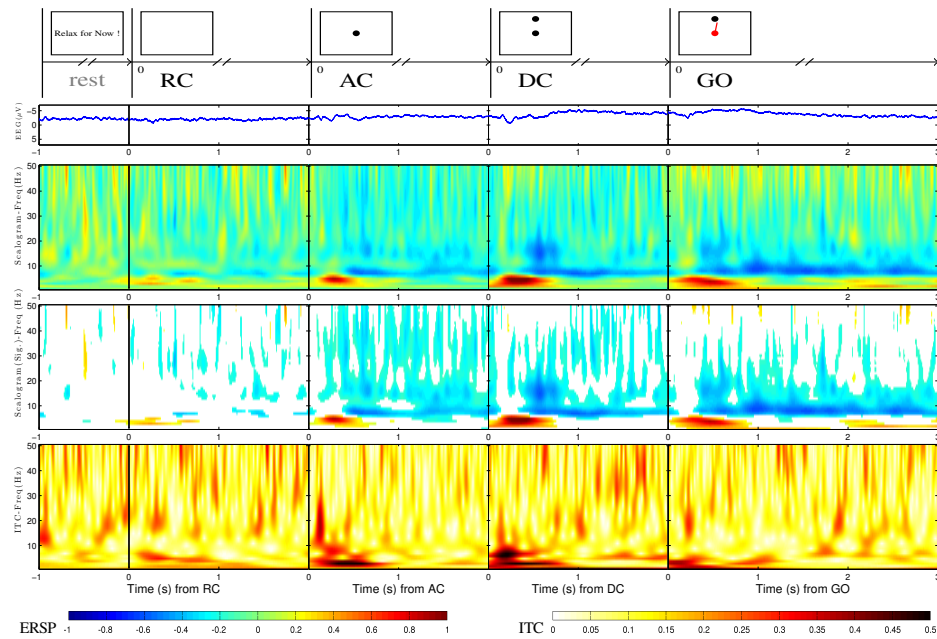 Relax for Now !
0 0 0 0
rest RC AC DC GO
EEG(μV)
-5
0
5
-1 0 1 0 1 0 1 0 1 2 3
Scalogram-Freq(Hz)
50
40
30
20
10
Scalogram(Sig.)-Freq (Hz)
50
40
30
20
10
ITC-Freq(Hz)
50
40
30
20
10
-1 0 1 0 1 0 1 0 1 2 3
Time (s) from RC Time (s) from AC Time (s) from DC Time (s) from GO
ERSP -1 -0.8 -0.6 -0.4 -0.2 0 0.2 0.4 0.6 0.8 1 ITC 0 0.05 0.1 0.15 0.2 0.25 0.3 0.35 0.4 0.45 0.5